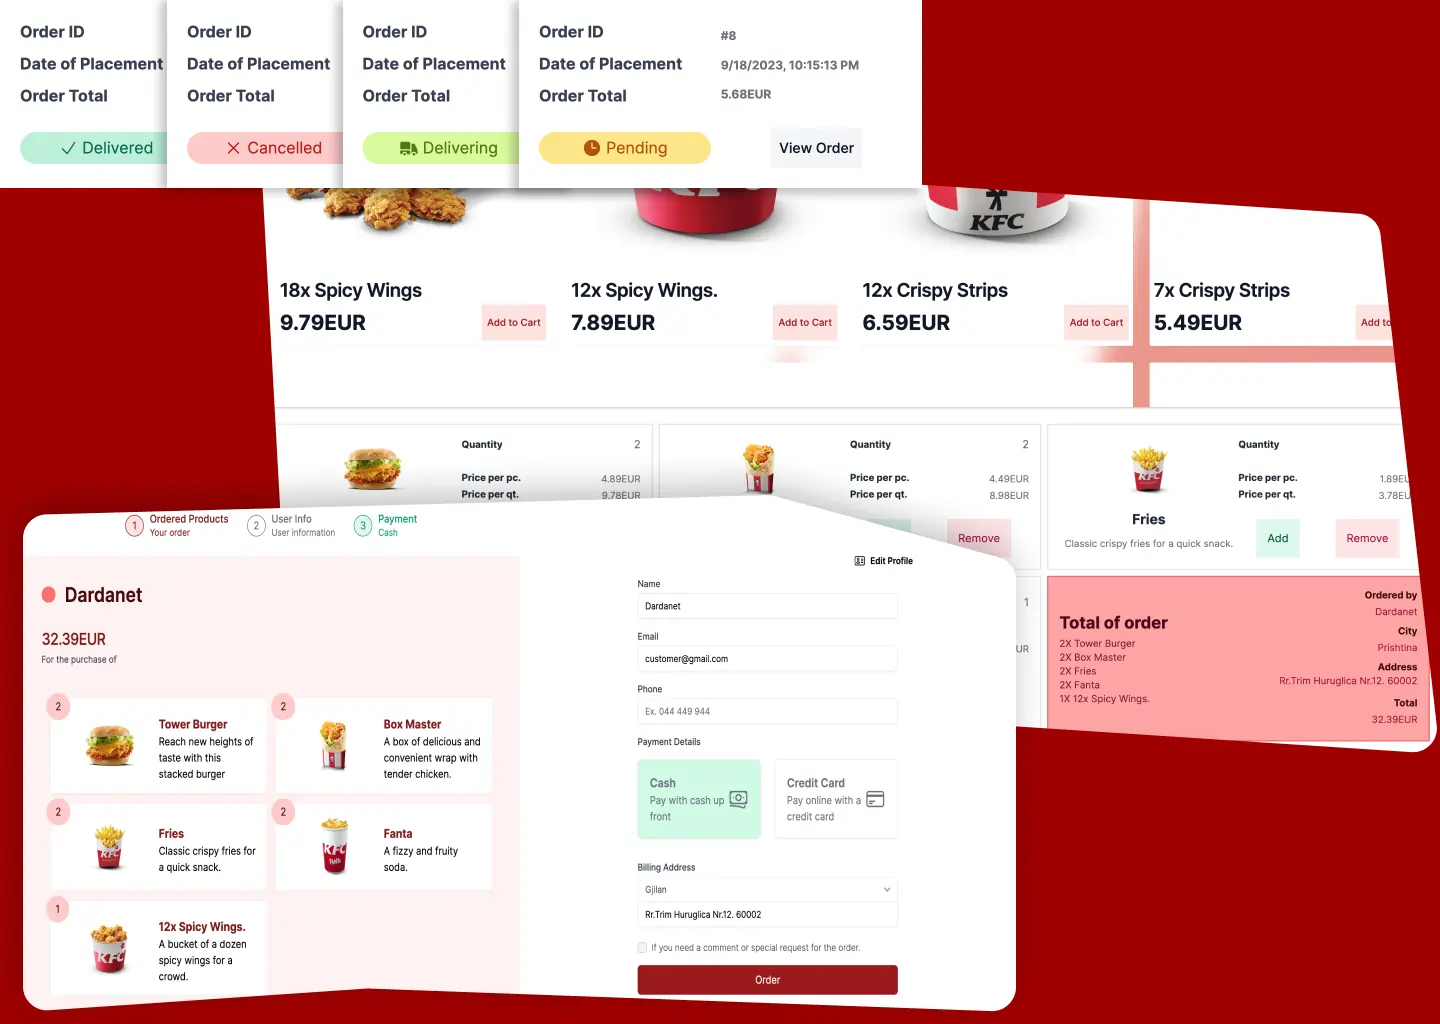 Order ID
Date of Placement
Order Total
Delivered
Order ID
Date of Placement
Order Total
Cancelled
Order ID
Date of Placement
Order Total
Delivering
Order ID
#8
Date of Placement
9/18/2023, 10:15:13 PM
Order Total
5.68EUR
Pending
View Order
KFC
18x Spicy Wings
9.79EUR
Add to Cart
12x Spicy Wings.
7.89EUR
Add to Cart
12x Crispy Strips
6.59EUR
Add to Cart
7x Crispy Strips
5.49EUR
Add to
Quantity
2
Price per pc.
4.89EUR
Price per qt.
9.78EUR
Quantity
2
Price per pc.
4.49EUR
Price per qt.
8.98EUR
Remove
Quantity
Price per pc.
1.89EU
Price per qt.
3.78EU
KFC
Fries
Classic crispy fries for a quick snack.
Add
Remove
1
UR
Total of order
2X Tower Burger
2X Box Master
2X Fries
2X Fanta
1X 12x Spicy Wings.
Ordered by
Dardanet
City
Prishtina
Address
Rr.Trim Huruglica Nr.12. 60002
Total
32.39EUR
1
Ordered Products
Your order
2
User Info
User information
3
Payment
Cash
Dardanet
32.39EUR
For the purchase of
2
Tower Burger
Reach new heights of
taste with this
stacked burger
2
Box Master
A box of delicious and
convenient wrap with
tender chicken.
2
KFC
Fries
Classic crispy fries for
a quick snack.
2
KFC
Fanta
A fizzy and fruity
soda.
1
KFC
12x Spicy Wings.
A bucket of a dozen
spicy wings for a
crowd.
Edit Profile
Name
Dardanet
Email
customer@gmail.com
Phone
Ex. 044 449 944
Payment Details
Cash
Pay with cash up
front
Credit Card
Pay online with a
credit card
Billing Address
Gjilan
Rr.Trim Huruglica Nr.12. 60002
If you need a comment or special request for the order.
Order